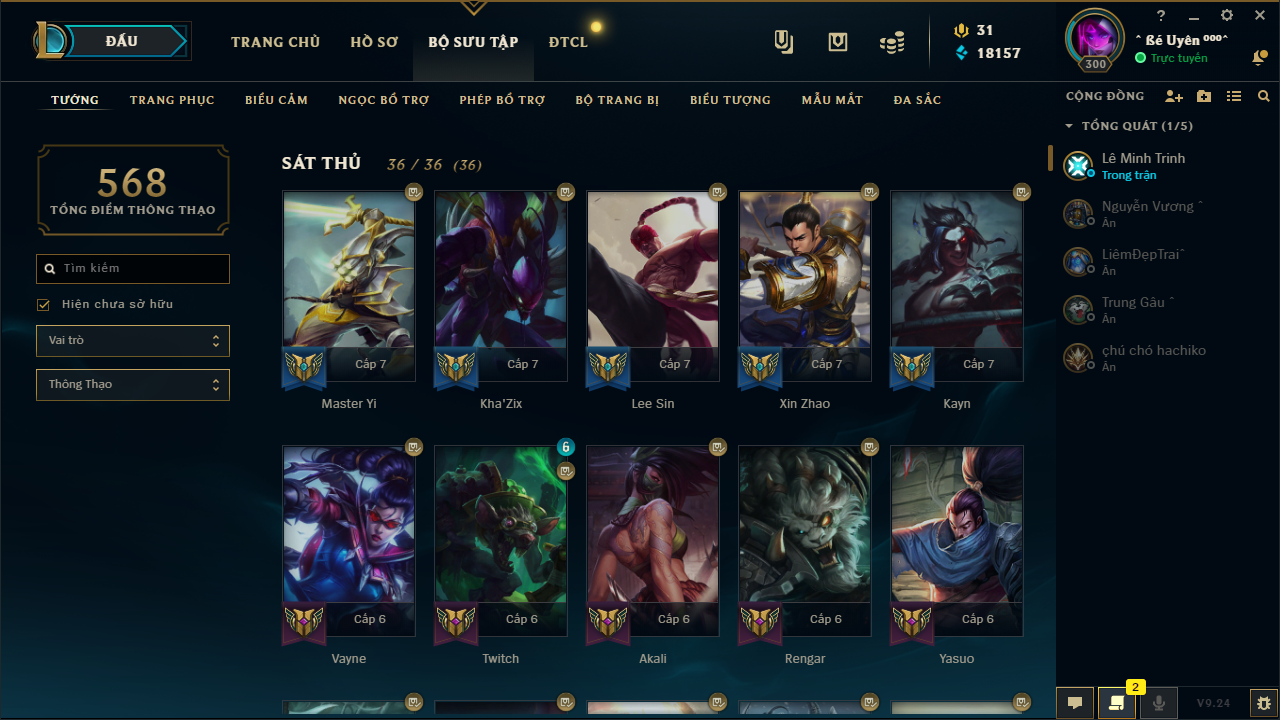 ĐẤU
TRANG CHỦ
HỒ SƠ
BỘ SƯU TẬP
ĐTCL
31
18157
300
?
ˆ ßé Uyên ºººˆ
Trực tuyến
TƯỚNG
TRANG PHỤC
BIỂU CẢM
NGỌC BỔ TRỢ
PHÉP BỔ TRỢ
BỘ TRANG BỊ
BIỂU TƯỢNG
MẪU MẮT
ĐA SẮC
CỘNG ĐỒNG
TỔNG QUÁT (1/5)
Lê Minh Trinh
Trong trận
Nguyễn Vương ˆ
Ẩn
LiêmĐẹpTraiˆ
Ẩn
Trung Gâu ˆ
Ẩn
çhú chó hachiko
Ẩn
568
TỔNG ĐIỂM THÔNG THẠO
Tìm kiếm
Hiện chưa sở hữu
Vai trò
Thông Thạo
SÁT THỦ 36 / 36 (36)
Cấp 7
Cấp 7
Cấp 7
Cấp 7
Cấp 7
Master Yi
Kha'Zix
Lee Sin
Xin Zhao
Kayn
6
Cấp 6
Cấp 6
Cấp 6
Cấp 6
Cấp 6
Vayne
Twitch
Akali
Rengar
Yasuo
2
V9.24